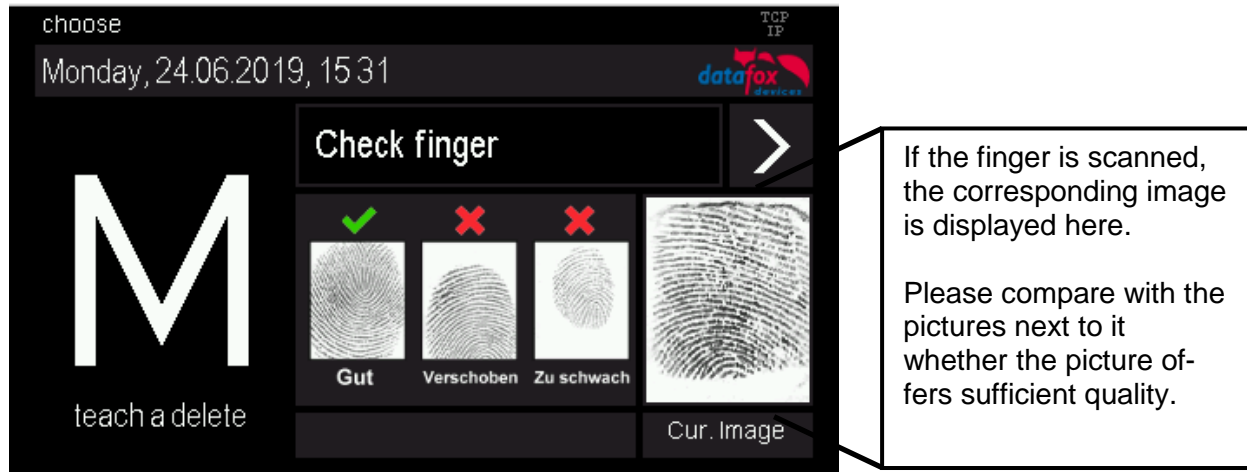 choose
TCP
IP
Monday, 24.06.2019, 15 31
datafox
devices
Check finger
Gut
Verschoben
Zu schwach
M
teach a delete
Cur. Image
If the finger is scanned,
the corresponding image
is displayed here.
Please compare with the
pictures next to it
whether the picture of-
fers sufficient quality.